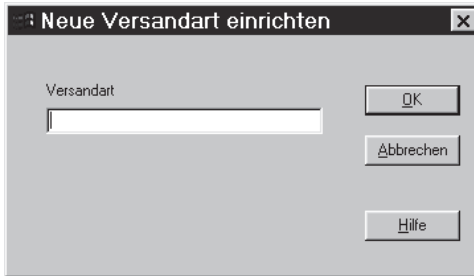 Neue Versandart einrichten
Versandart
OK
Abbrechen
Hilfe